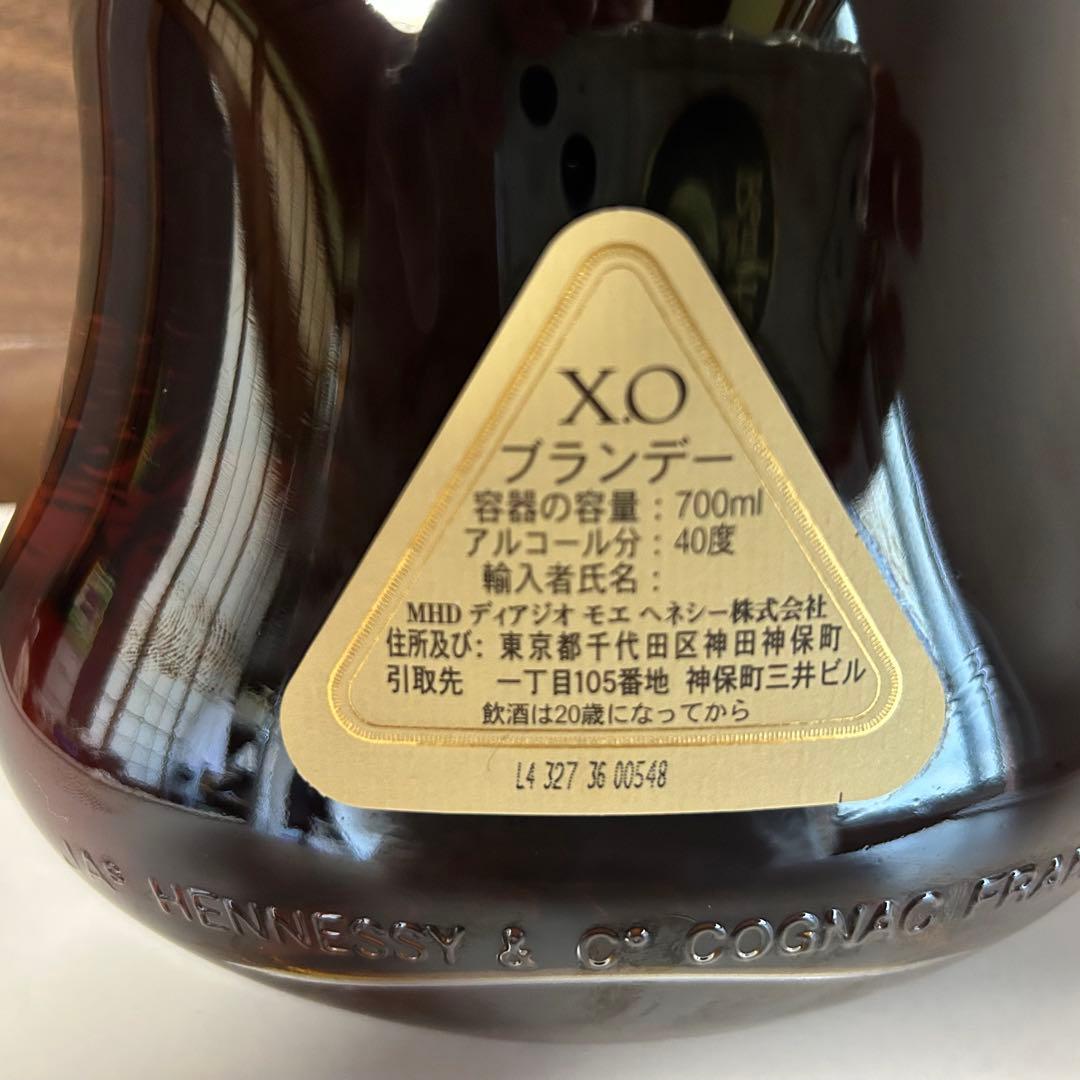 X.O
ブランデー
容器の容量：700ml
アルコール分：40度
輸入者氏名：
MHD ディアジオ モエ ヘネシー株式会社
住所及び：東京都千代田区神田神保町
引取先 一丁目105番地 神保町三井ビル
飲酒は20歳になってから
L4 327 36 00548
JAS HENNESSY & Cº COGNAC FRAN